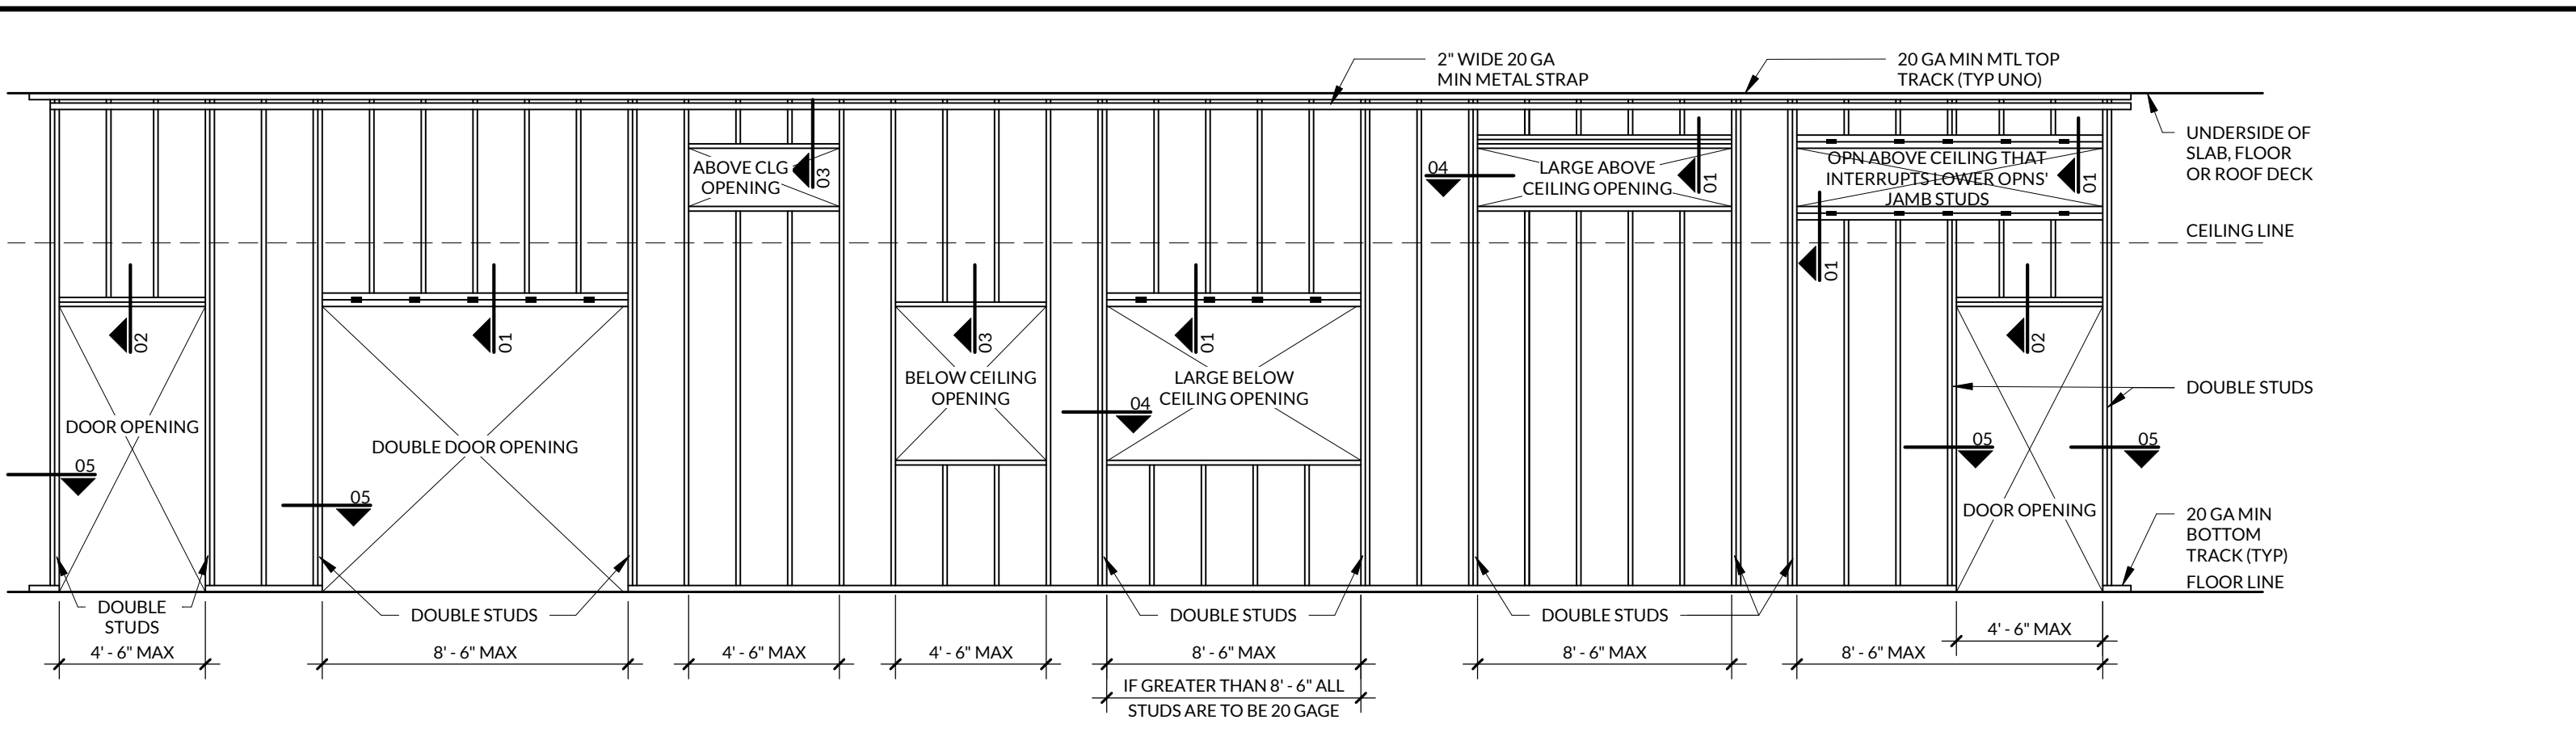 2" WIDE 20 GA
MIN METAL STRAP
20 GA MIN MTL TOP
TRACK (TYP UNO)
UNDERSIDE OF
SLAB, FLOOR
OR ROOF DECK
ABOVE CLG
OPENING
03
04
LARGE ABOVE
CEILING OPENING
01
OPN ABOVE CEILING THAT
INTERRUPTS LOWER OPNS'
JAMB STUDS
01
CEILING LINE
01
02
01
03
01
02
BELOW CEILING
OPENING
LARGE BELOW
CEILING OPENING
04
DOUBLE STUDS
DOOR OPENING
DOUBLE DOOR OPENING
05
05
05
05
DOOR OPENING
20 GA MIN
BOTTOM
TRACK (TYP)
FLOOR LINE
DOUBLE
STUDS
DOUBLE STUDS
DOUBLE STUDS
DOUBLE STUDS
4' - 6" MAX
4' - 6" MAX
8' - 6" MAX
4' - 6" MAX
4' - 6" MAX
8' - 6" MAX
8' - 6" MAX
8' - 6" MAX
IF GREATER THAN 8' - 6" ALL
STUDS ARE TO BE 20 GAGE